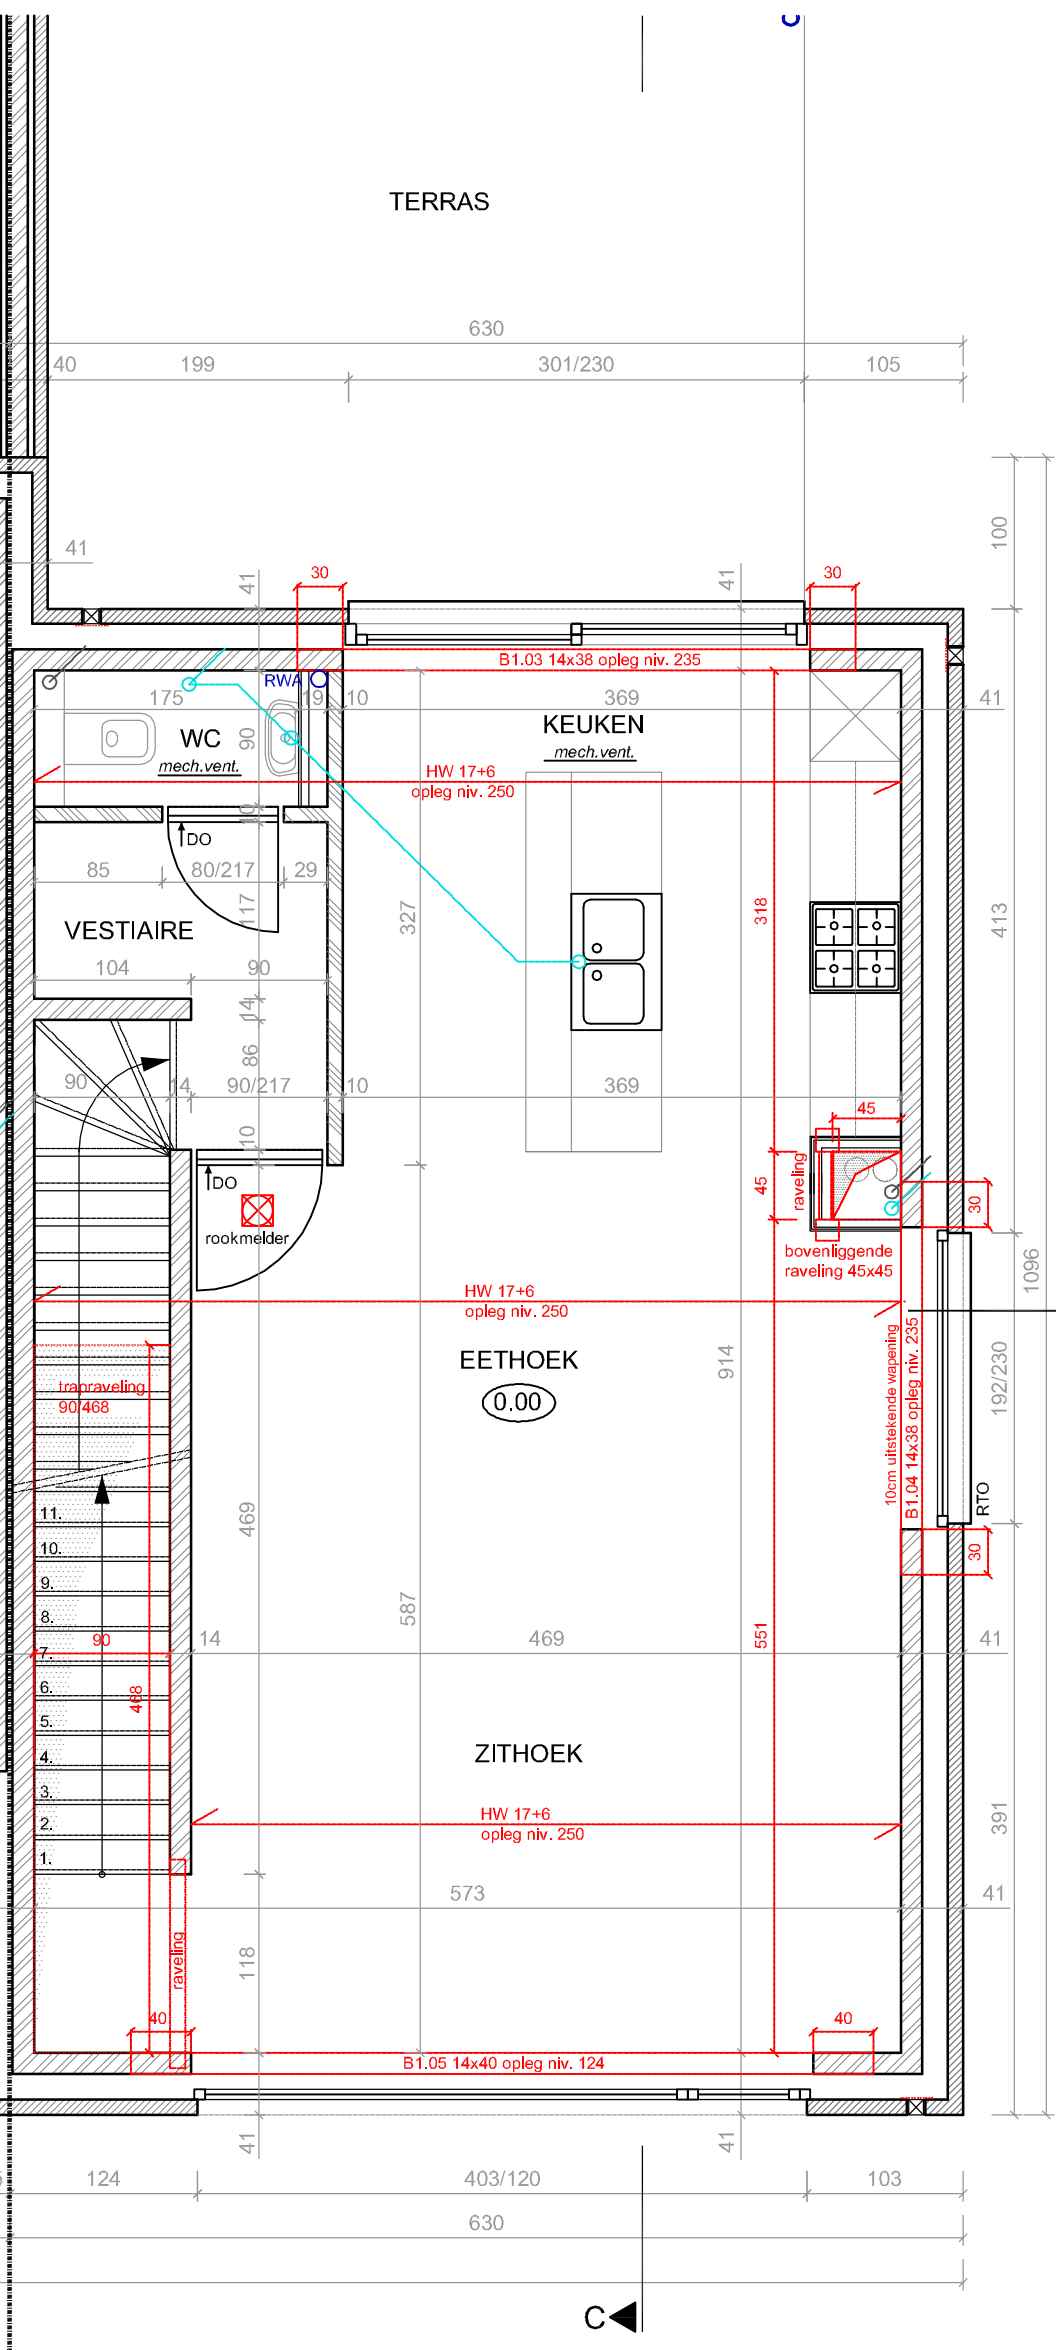 C
TERRAS
630
40
199
301/230
105
100
41
41
30
41
30
B1.03 14x38 opleg niv. 235
RWA
175
19
10
369
41
KEUKEN
mech.vent.
WC
mech.vent.
90
HW 17+6
opleg niv. 250
10
DO
85
80/217
29
117
327
318
413
VESTIAIRE
104
90
14
86
90
14
90/217
10
369
45
10
DO
rookmelder
45
raveling
30
bovenliggende
raveling 45x45
1096
HW 17+6
opleg niv. 250
EETHOEK
0.00
914
10cm uitstekende wapening
B1.04 14x38 opleg niv. 235
192/230
RTO
trapraveling
90/468
469
11.
10.
9.
8.
7.
6.
5.
4.
3.
2.
1.
30
587
551
90
14
469
41
468
ZITHOEK
HW 17+6
opleg niv. 250
391
573
41
118
raveling
40
40
B1.05 14x40 opleg niv. 124
41
41
124
403/120
103
630
C